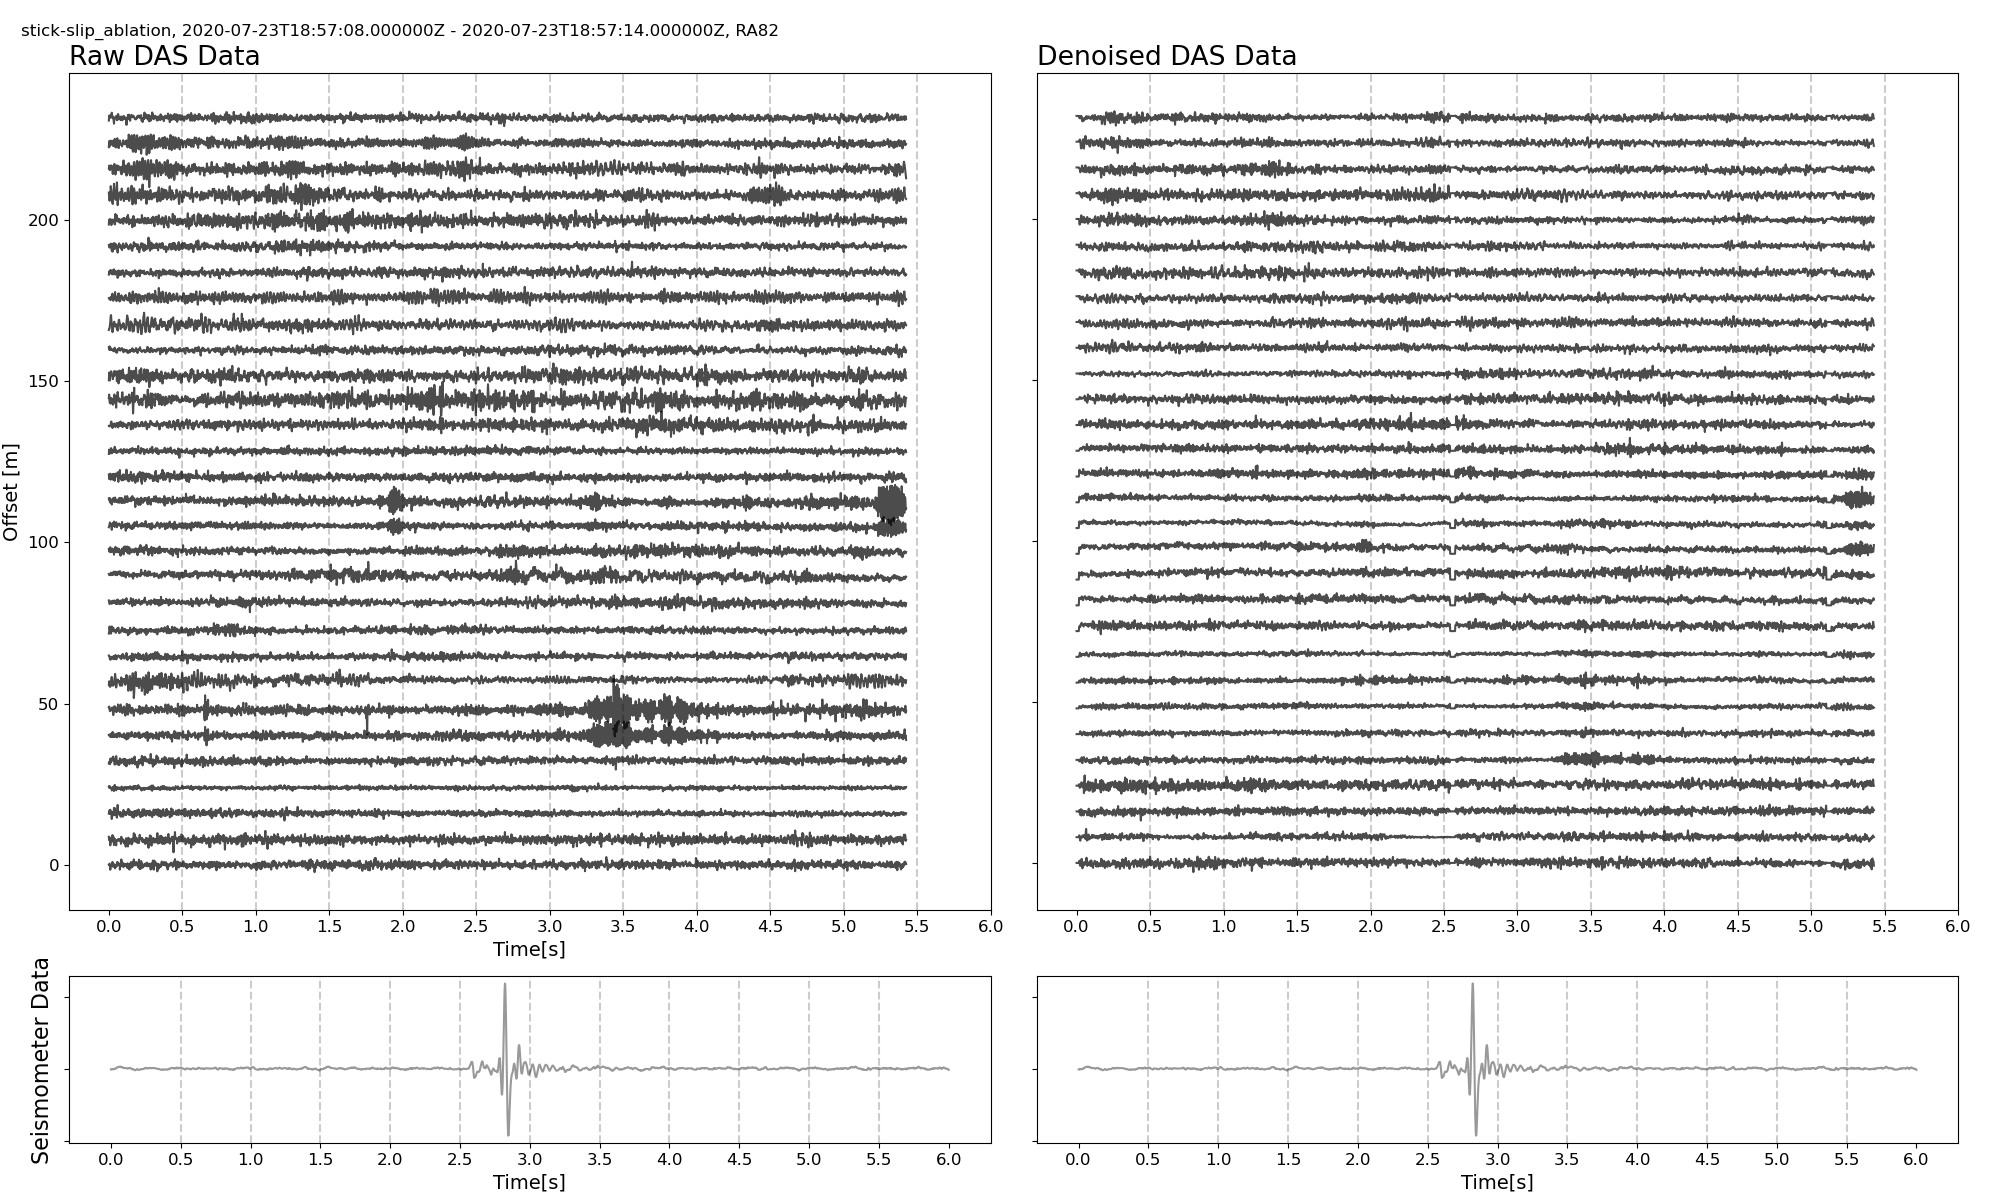 stick-slip_ablation, 2020-07-23T18:57:08.000000Z - 2020-07-23T18:57:14.000000Z, RA82
Raw DAS Data
Denoised DAS Data
Offset [m]
200
150
100
50
0
0.0 0.5 1.0 1.5 2.0 2.5 3.0 3.5 4.0 4.5 5.0 5.5 6.0
Time[s]
0.0 0.5 1.0 1.5 2.0 2.5 3.0 3.5 4.0 4.5 5.0 5.5 6.0
Seismometer Data
0.0 0.5 1.0 1.5 2.0 2.5 3.0 3.5 4.0 4.5 5.0 5.5 6.0
Time[s]
0.0 0.5 1.0 1.5 2.0 2.5 3.0 3.5 4.0 4.5 5.0 5.5 6.0
Time[s]